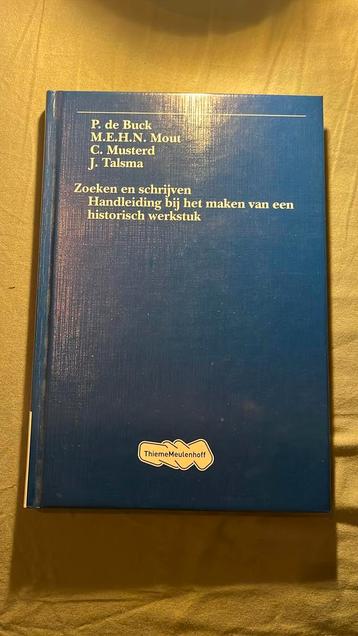 P. de Buck
M.E.H.N. Mout
C. Musterd
J. Talsma
Zoeken en schrijven
Handleiding bij het maken van een
historisch werkstuk
ThiemeMeulenhoff